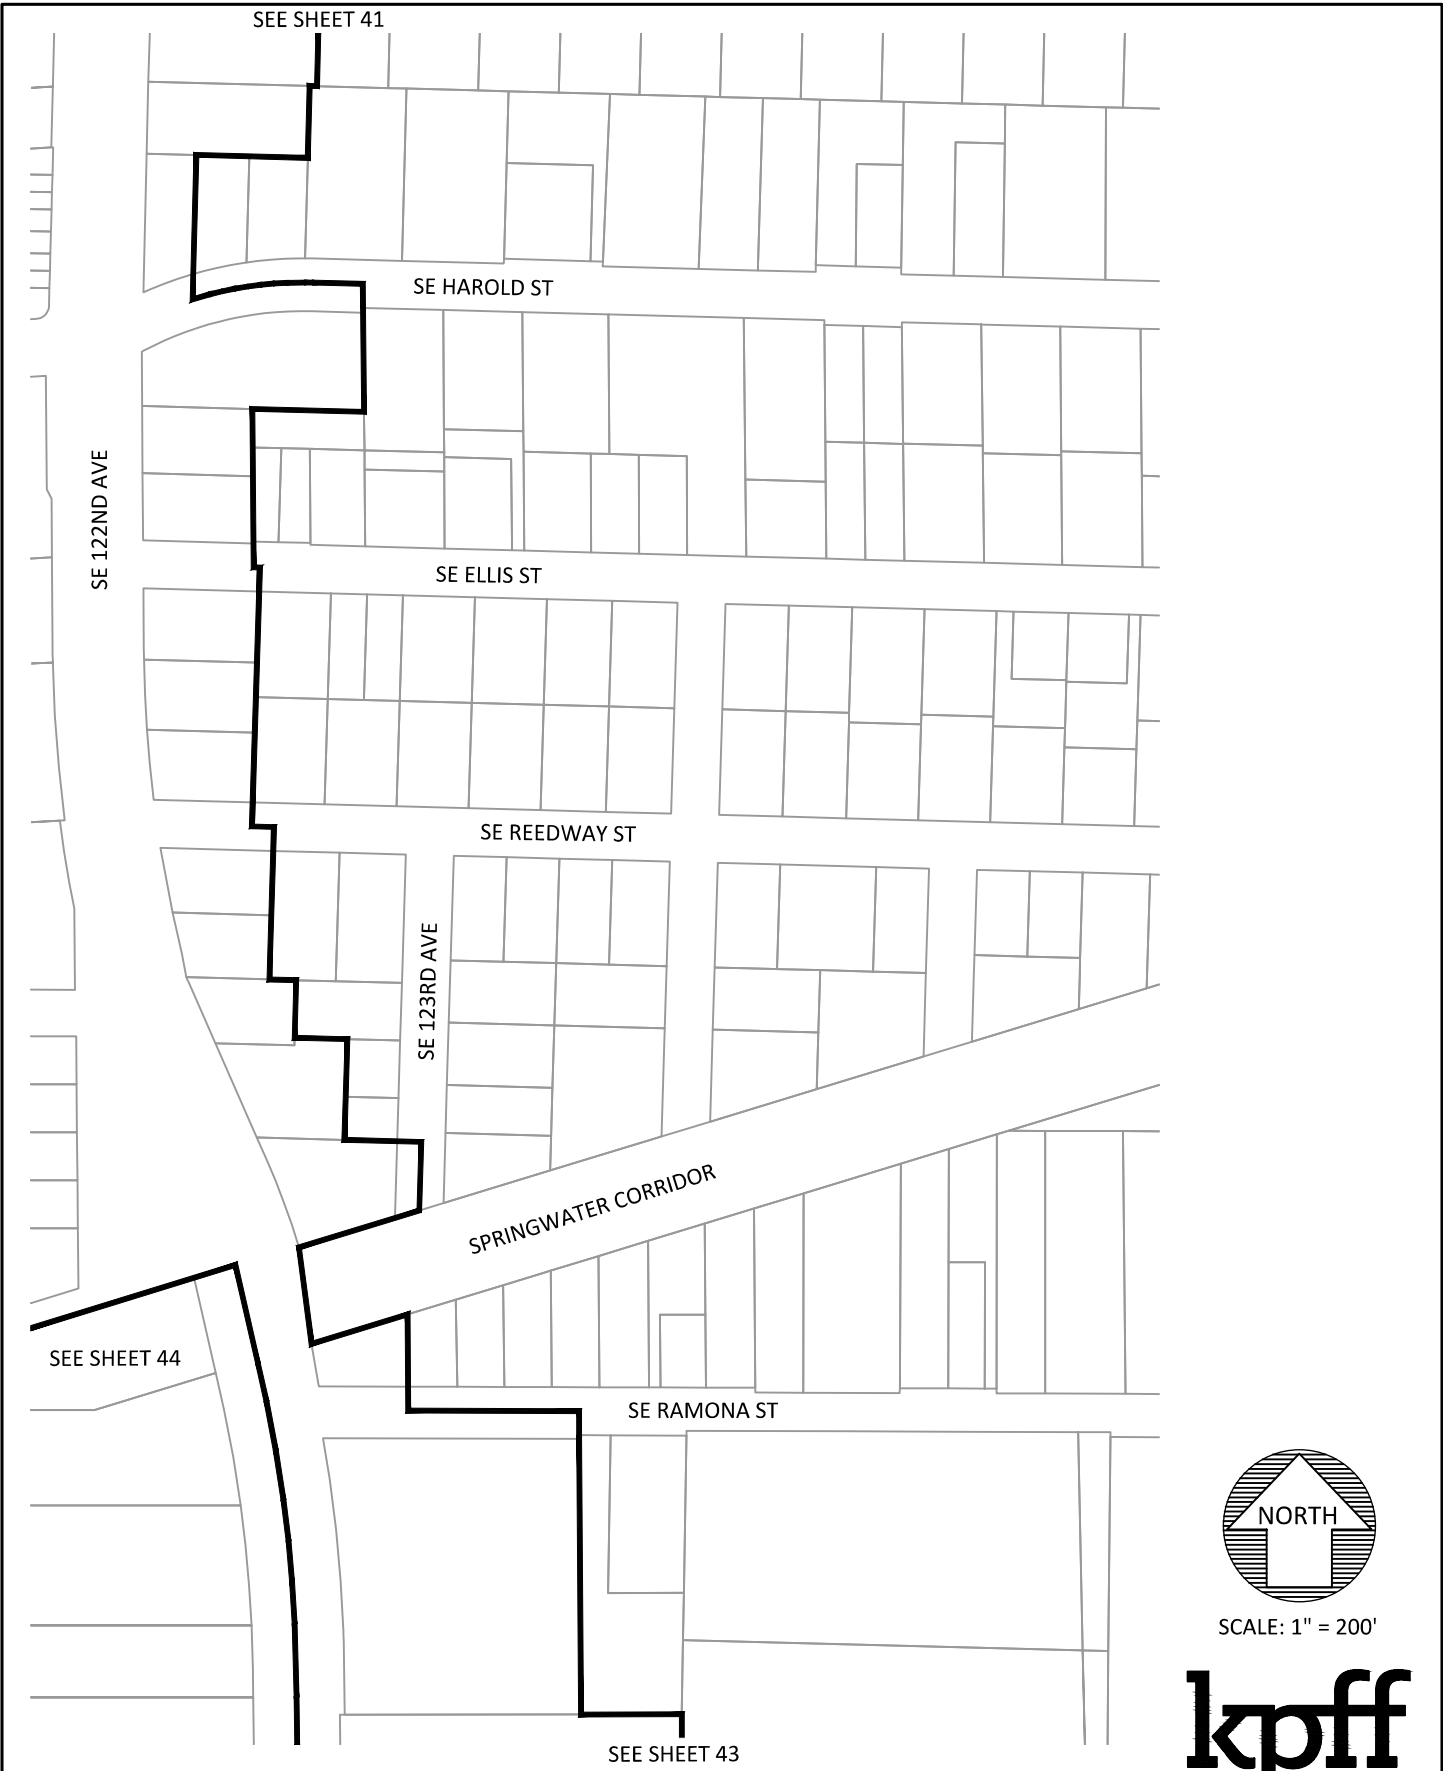 SEE SHEET 41
SE HAROLD ST
SE 122ND AVE
SE ELLIS ST
SE REEDWAY ST
SE 123RD AVE
SPRINGWATER CORRIDOR
SEE SHEET 44
SE RAMONA ST
NORTH
SCALE: 1" = 200'
kpff
SEE SHEET 43